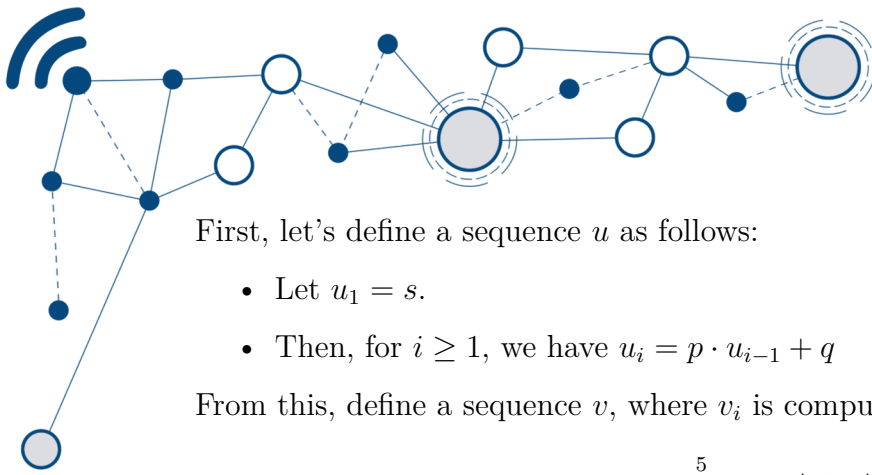 First, let's define a sequence u as follows:
• Let u₁ = s.
• Then, for i ≥ 1, we have uᵢ = p · uᵢ₋₁ + q
From this, define a sequence v, where vᵢ is
5